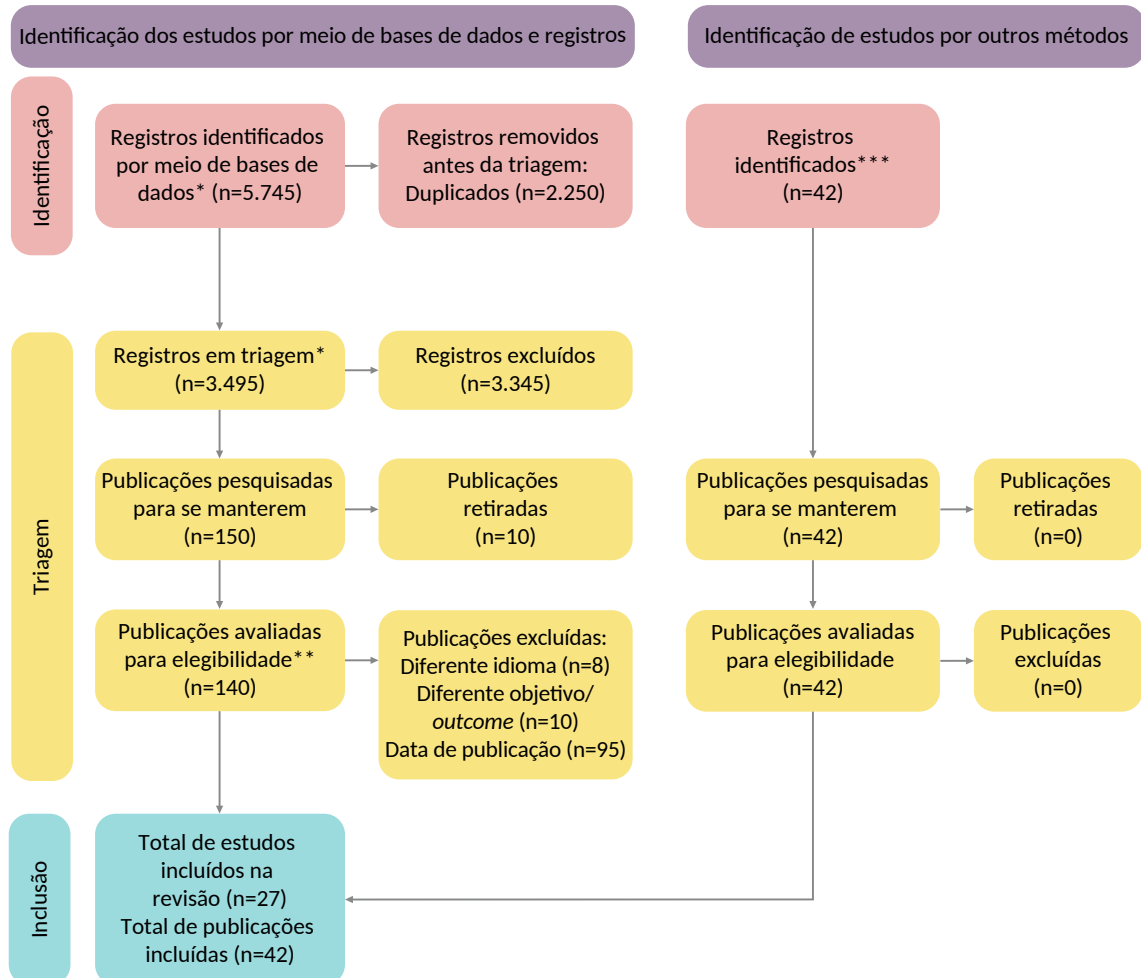 Identificação dos estudos por meio de bases de dados e registros
Identificação de estudos por outros métodos
Identificação
Registros identificados
por meio de bases de
dados* (n=5.745)
Registros removidos
antes da triagem:
Duplicados (n=2.250)
Registros
identificados***
(n=42)
Triagem
Registros em triagem*
(n=3.495)
Registros excluídos
(n=3.345)
Publicações pesquisadas
para se manterem
(n=150)
Publicações
retiradas
(n=10)
Publicações pesquisadas
para se manterem
(n=42)
Publicações
retiradas
(n=0)
Publicações avaliadas
para elegibilidade**
(n=140)
Publicações excluídas:
Diferente idioma (n=8)
Diferente objetivo/
outcome (n=10)
Data de publicação (n=95)
Publicações avaliadas
para elegibilidade
(n=42)
Publicações
excluídas
(n=0)
Inclusão
Total de estudos
incluídos na
revisão (n=27)
Total de publicações
incluídas (n=42)